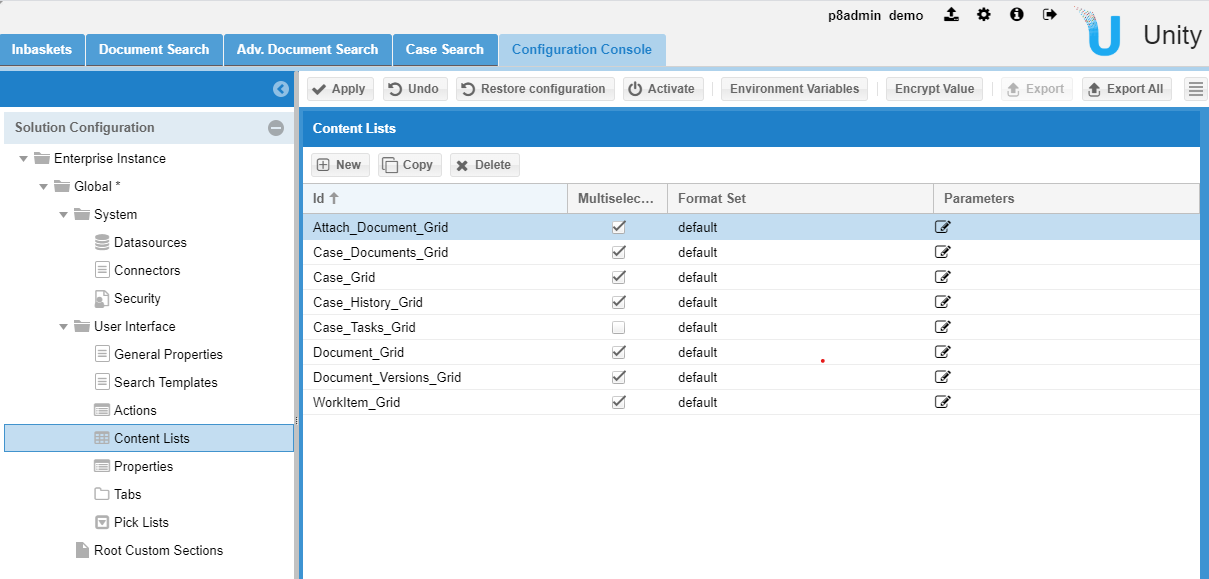 p8admin demo
Unity
Inbaskets Document Search Adv. Document Search Case Search Configuration Console
Apply Undo Restore configuration Activate Environment Variables Encrypt Value Export Export All
Solution Configuration
Enterprise Instance
Global *
System
Datasources
Connectors
Security
User Interface
General Properties
Search Templates
Actions
Content Lists
Properties
Tabs
Pick Lists
Root Custom Sections
Content Lists
New Copy Delete
Id Multiselec... Format Set Parameters
Attach_Document_Grid default
Case_Documents_Grid default
Case_Grid default
Case_History_Grid default
Case_Tasks_Grid default
Document_Grid default
Document_Versions_Grid default
WorkItem_Grid default